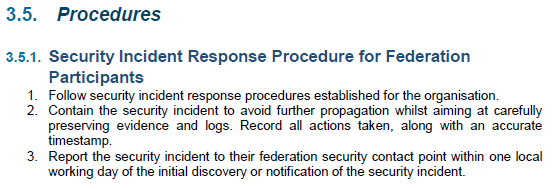 3.5. Procedures
3.5.1. Security Incident Response Procedure for Federation
Participants
1. Follow security incident response procedures established for the organisation.
2. Contain the security incident to avoid further propagation whilst aiming at carefully
preserving evidence and logs. Record all actions taken, along with an accurate
timestamp.
3. Report the security incident to their federation security contact point within one local
working day of the initial discovery or notification of the security incident.